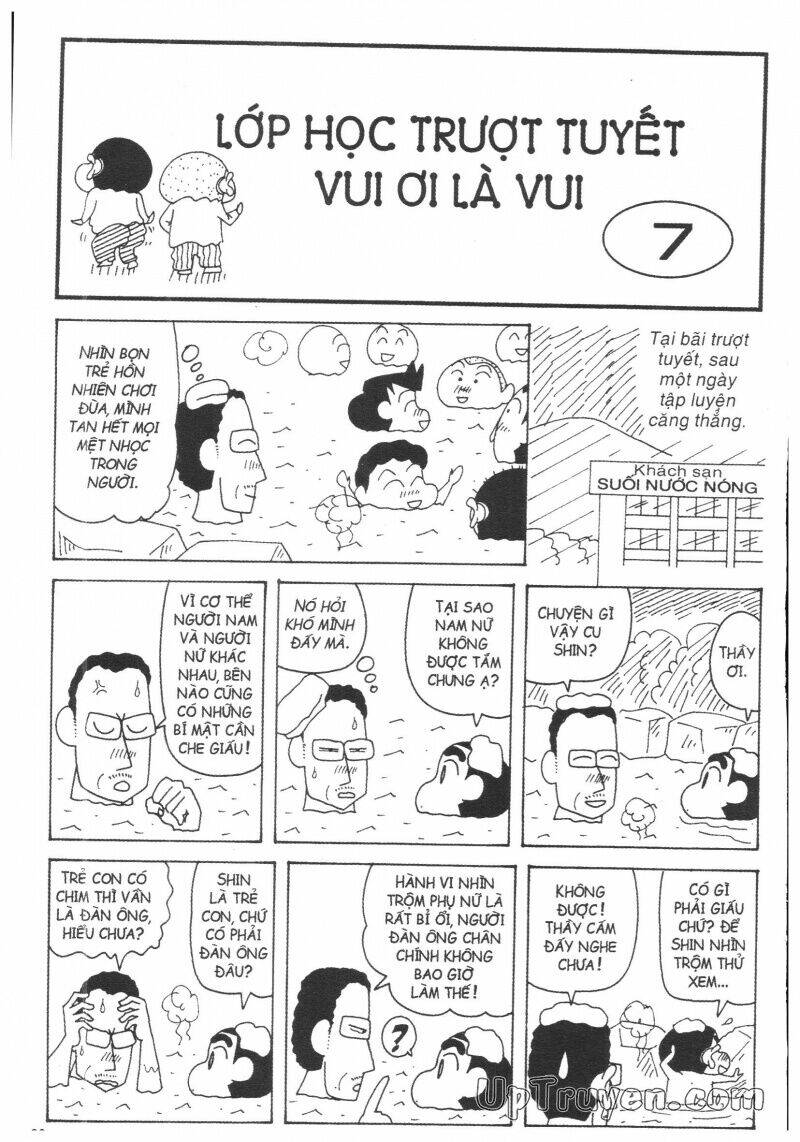 LỚP HỌC TRƯỢT TUYẾT
VUI ƠI LÀ VUI
7
Tại bãi trượt
tuyết, sau
một ngày
tập luyện
căng thẳng.
Khách sạn
SUỐI NƯỚC NÓNG
NHÌN BỌN
TRẺ HỒN
NHIÊN CHƠI
ĐÙA, MÌNH
TAN HẾT MỌI
MỆT NHỌC
TRONG
NGƯỜI.
THẦY
ƠI.
CHUYỆN GÌ
VẬY CU
SHIN?
TẠI SAO
NAM NỮ
KHÔNG
ĐƯỢC TẮM
CHUNG Ạ?
NÓ HỎI
KHÓ MÌNH
ĐẤY MÀ.
VÌ CƠ THỂ
NGƯỜI NAM
VÀ NGƯỜI
NỮ KHÁC
NHAU, BÊN
NÀO CŨNG
CÓ NHỮNG
BÍ MẬT CẦN
CHE GIẤU!
CÓ GÌ
PHẢI GIẤU
CHỨ? ĐỂ
SHIN NHÌN
TRỘM THỬ
XEM...
KHÔNG
ĐƯỢC!
THẦY CẤM
ĐẤY NGHE
CHƯA!
HÀNH VI NHÌN
TRỘM PHỤ NỮ LÀ
RẤT BỈ ỔI, NGƯỜI
ĐÀN ÔNG CHÂN
CHÍNH KHÔNG
BAO GIỜ
LÀM THẾ!
?
SHIN
LÀ TRẺ
CON, CHỨ
CÓ PHẢI
ĐÀN ÔNG
ĐÂU?
TRẺ CON CÓ
CHIM THÌ VẪN
LÀ ĐÀN ÔNG,
HIỂU CHƯA?
UpTruyen.com